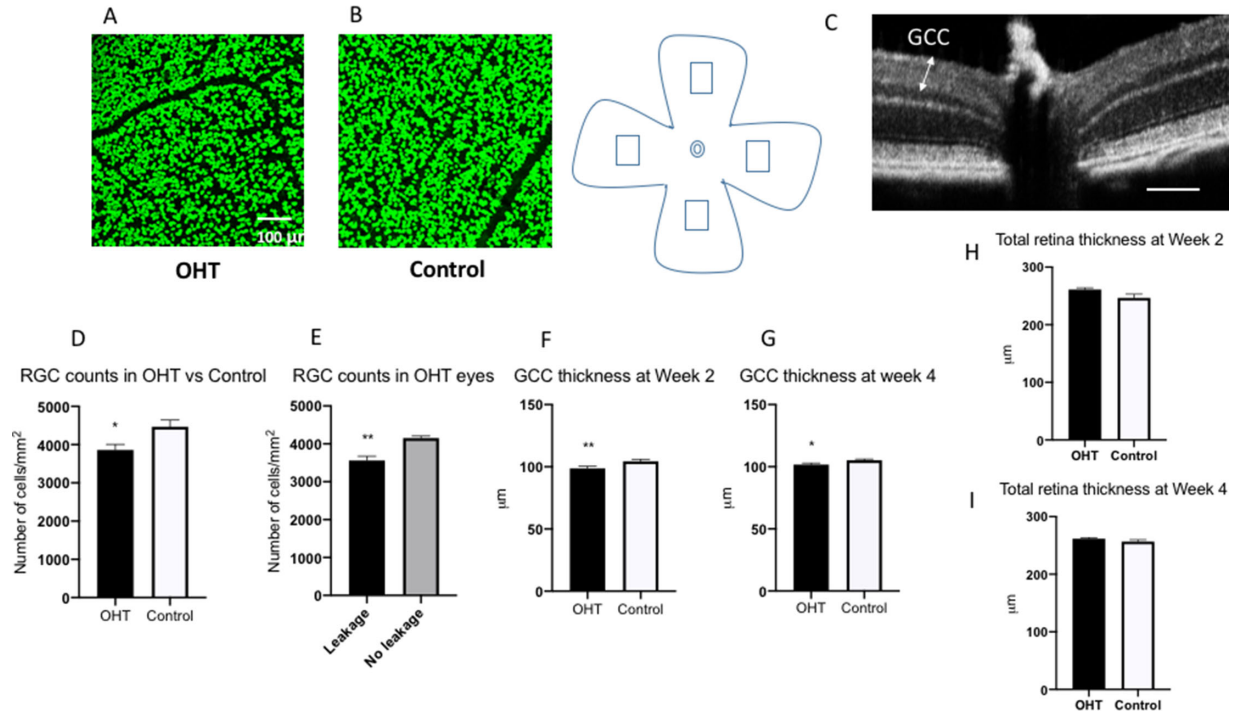 A
B
C
GCC
100 μm
OHT
Control
H
Total retina thickness at Week 2
300
200
100
0
μm
OHT
Control
D
RGC counts in OHT vs Control
5000
4000
3000
2000
1000
0
Number of cells/mm²
*
OHT
Control
E
RGC counts in OHT eyes
5000
4000
3000
2000
1000
0
Number of cells/mm²
**
Leakage
No leakage
F
GCC thickness at Week 2
150
100
50
0
μm
**
OHT
Control
G
GCC thickness at week 4
150
100
50
0
μm
*
OHT
Control
I
Total retina thickness at Week 4
300
200
100
0
μm
OHT
Control